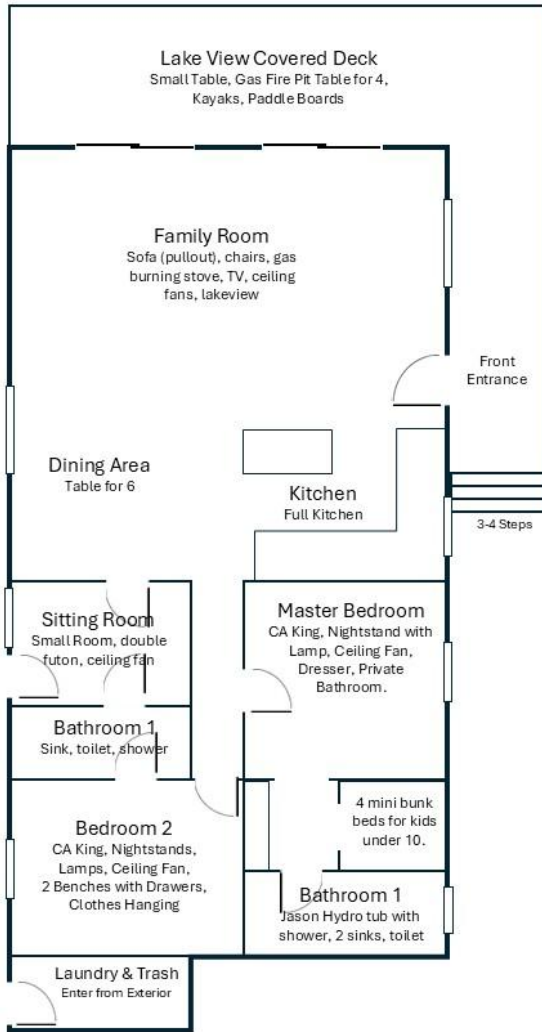 Lake View Covered Deck
Small Table, Gas Fire Pit Table for 4,
Kayaks, Paddle Boards
Family Room
Sofa (pullout), chairs, gas
burning stove, TV, ceiling
fans, lakeview
Front
Entrance
Dining Area
Table for 6
Kitchen
Full Kitchen
3-4 Steps
Sitting Room
Small Room, double
futon, ceiling fan
Master Bedroom
CA King, Nightstand with
Lamp, Ceiling Fan,
Dresser, Private
Bathroom.
Bathroom 1
Sink, toilet, shower
4 mini bunk
beds for kids
under 10.
Bedroom 2
CA King, Nightstands,
Lamps, Ceiling Fan,
2 Benches with Drawers,
Clothes Hanging
Bathroom 1
Jason Hydro tub with
shower, 2 sinks, toilet
Laundry & Trash
Enter from Exterior